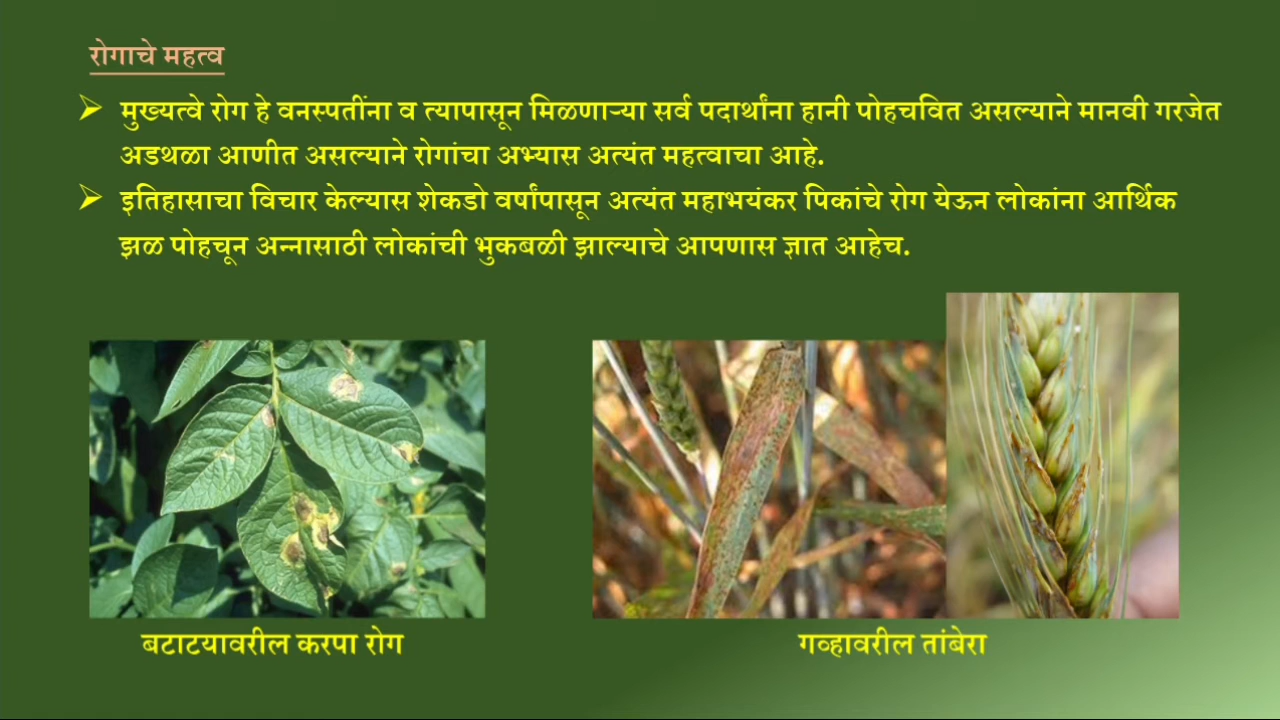 रोगाचे महत्व
मुख्यत्वे रोग हे वनस्पतींना व त्यापासून मिळणाऱ्या सर्व पदार्थांना हानी पोहचवित असल्याने मानवी गरजेत
अडथळा आणीत असल्याने रोगांचा अभ्यास अत्यंत महत्वाचा आहे.
इतिहासाचा विचार केल्यास शेकडो वर्षांपासून अत्यंत महाभयंकर पिकांचे रोग येऊन लोकांना आर्थिक
झळ पोहचून अन्नासाठी लोकांची भुकबळी झाल्याचे आपणास ज्ञात आहेच.
बटाटयावरील करपा रोग
गव्हावरील तांबेरा